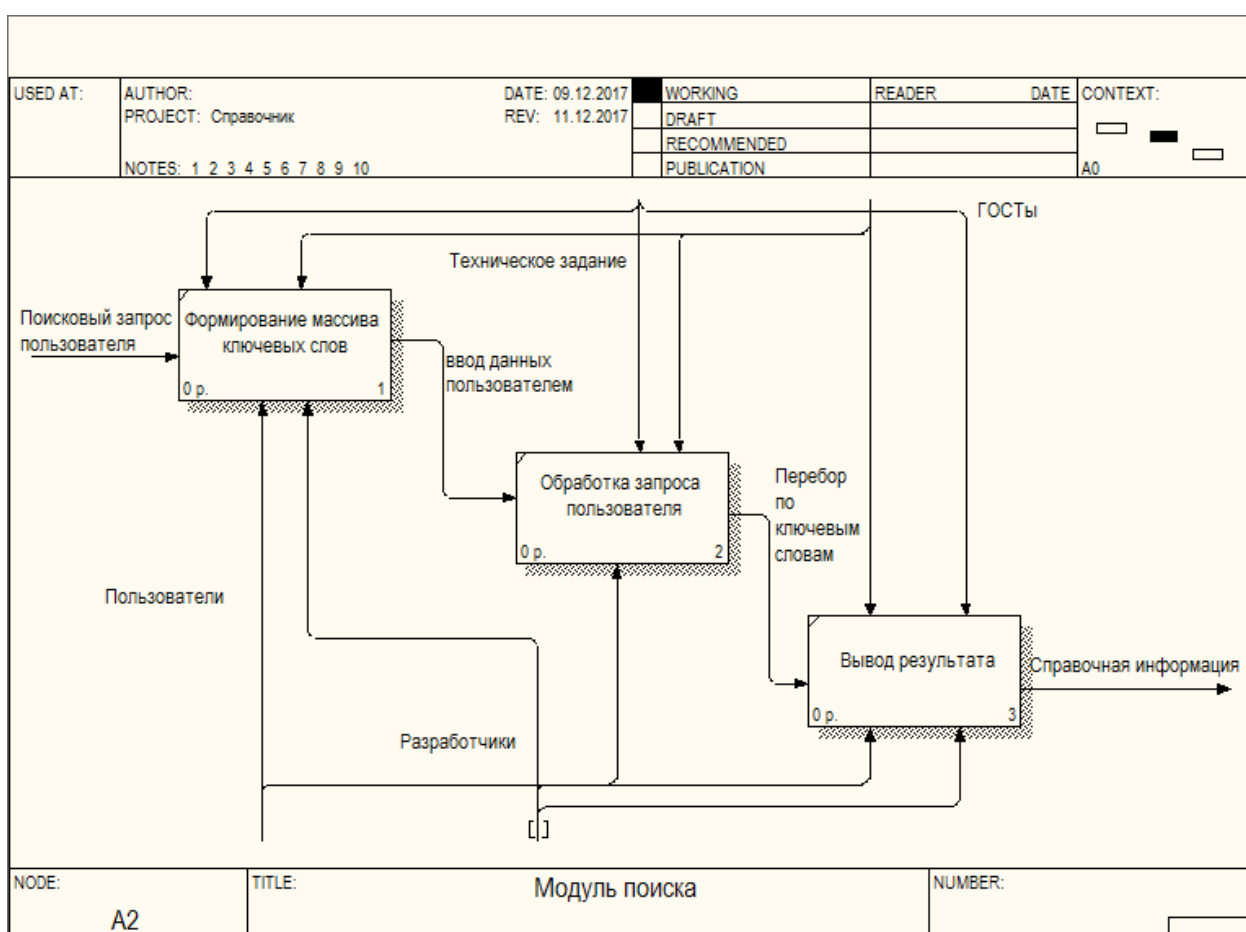 USED AT:
AUTHOR:
DATE: 09.12.2017
PROJECT: Справочник
REV: 11.12.2017
NOTES: 1 2 3 4 5 6 7 8 9 10
WORKING
DRAFT
RECOMMENDED
PUBLICATION
READER
DATE
CONTEXT:
A0
ГОСТы
Техническое задание
Поисковый запрос
пользователя
Формирование массива
ключевых слов
0 р.
1
ввод данных
пользователем
Обработка запроса
пользователя
0 р.
2
Перебор
по
ключевым
словам
Пользователи
Вывод результата
0 р.
3
Справочная информация
Разработчики
NODE:
A2
TITLE:
Модуль поиска
NUMBER: